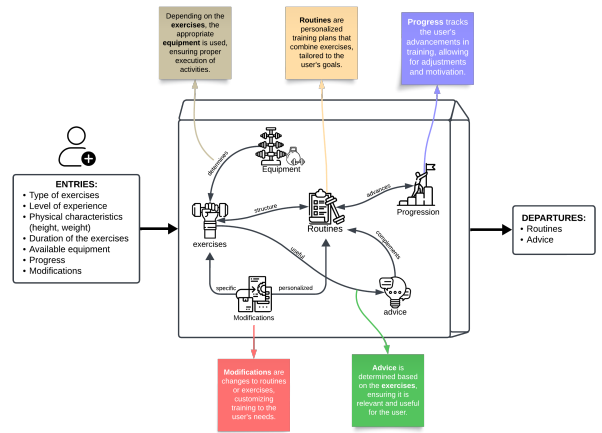 Depending on the
exercises, the
appropriate
equipment is used,
ensuring proper
execution of
activities.
Routines are
personalized
training plans that
combine exercises,
tailored to the
user's goals.
Progress tracks
the user's
advancements in
training, allowing
for adjustments
and motivation.
ENTRIES:
• Type of exercises
• Level of experience
• Physical characteristics
(height, weight)
• Duration of the exercises
• Available equipment
• Progress
• Modifications
determines
Equipment
exercises
structure
Routines
advances
Progression
useful
complements
specific
personalized
Modifications
advice
DEPARTURES:
• Routines
• Advice
Modifications are
changes to routines
or exercises,
customizing
training to the
user's needs.
Advice is
determined based
on the exercises,
ensuring it is
relevant and useful
for the user.